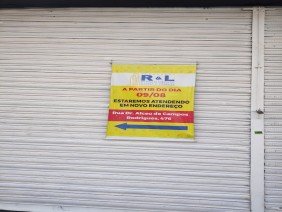 R&L
A PARTIR DO DIA
09/08
ESTAREMOS ATENDENDO
EM NOVO ENDEREÇO
Rua Dr. Alceu de Campos
Rodrigues, 476